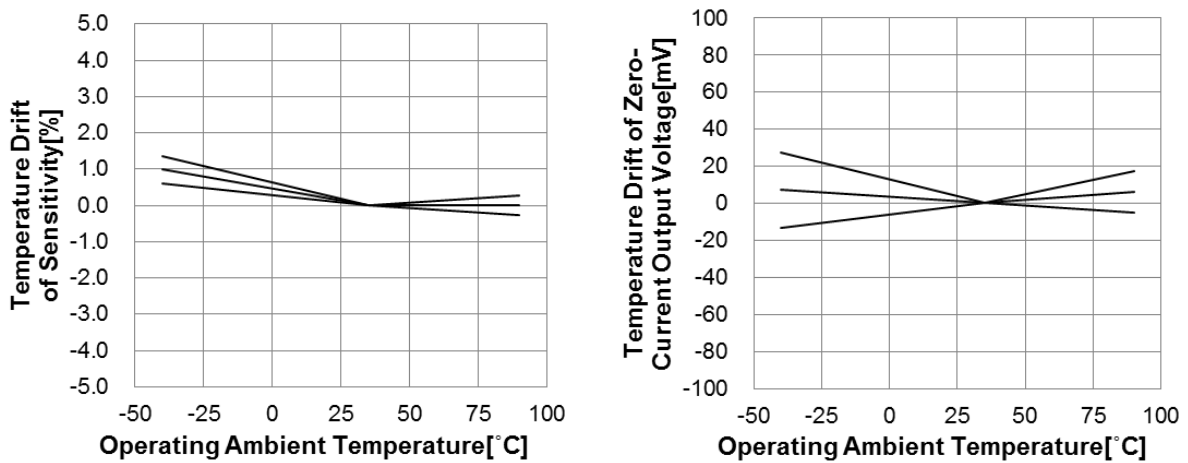 Temperature Drift
of Sensitivity[%]
5.0
4.0
3.0
2.0
1.0
0.0
-1.0
-2.0
-3.0
-4.0
-5.0
-50 -25 0 25 50 75 100
Operating Ambient Temperature[˚C]
Temperature Drift of Zero-
Current Output Voltage[mV]
100
80
60
40
20
0
-20
-40
-60
-80
-100
-50 -25 0 25 50 75 100
Operating Ambient Temperature[˚C]